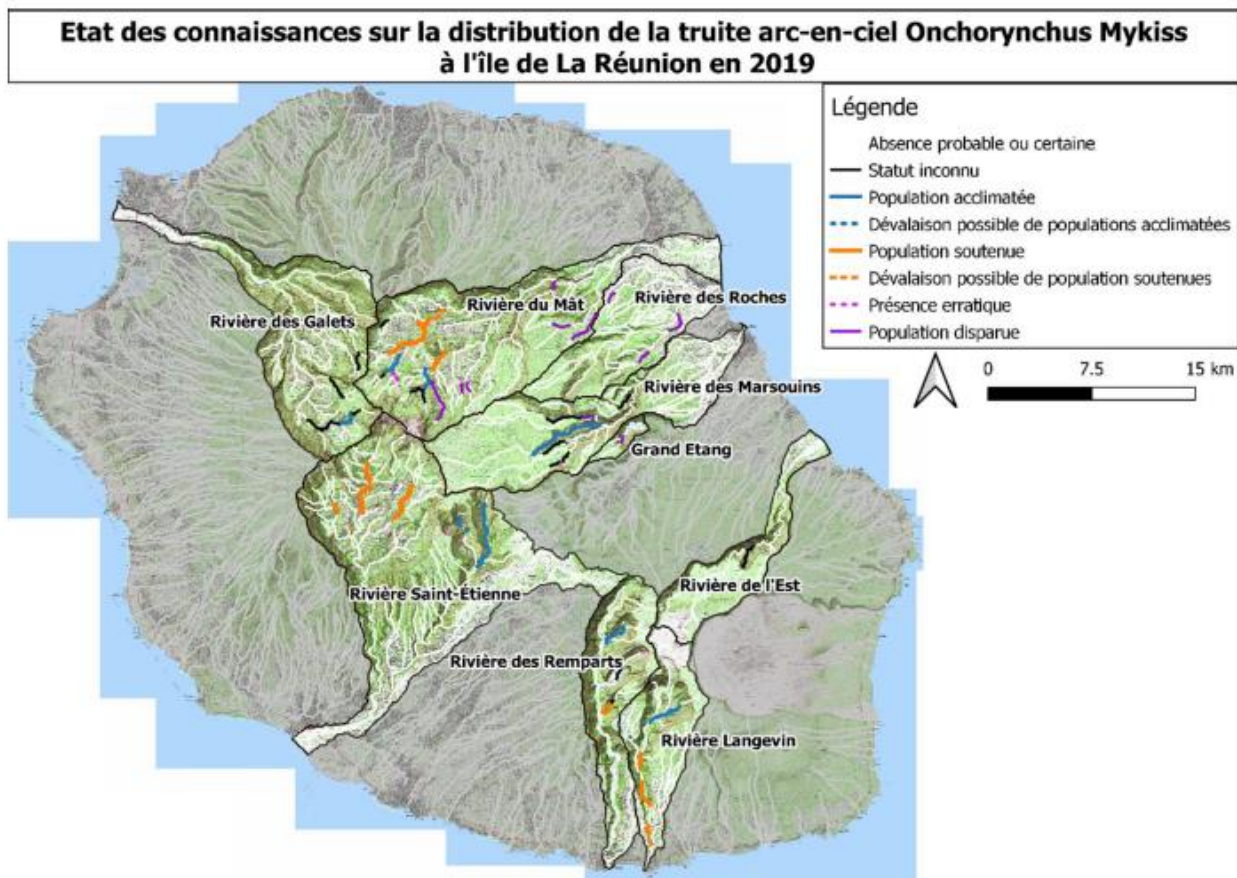 Etat des connaissances sur la distribution de la truite arc-en-ciel Onchorynchus Mykiss
à l'île de La Réunion en 2019
Légende
Absence probable ou certaine
Statut inconnu
Population acclimatée
Dévalaison possible de populations acclimatées
Population soutenue
Dévalaison possible de population soutenues
Présence erratique
Population disparue
0 7.5 15 km
Rivière des Galets
Rivière du Mât
Rivière des Roches
Rivière des Marsouins
Grand Etang
Rivière Saint-Étienne
Rivière de l'Est
Rivière des Remparts
Rivière Langevin